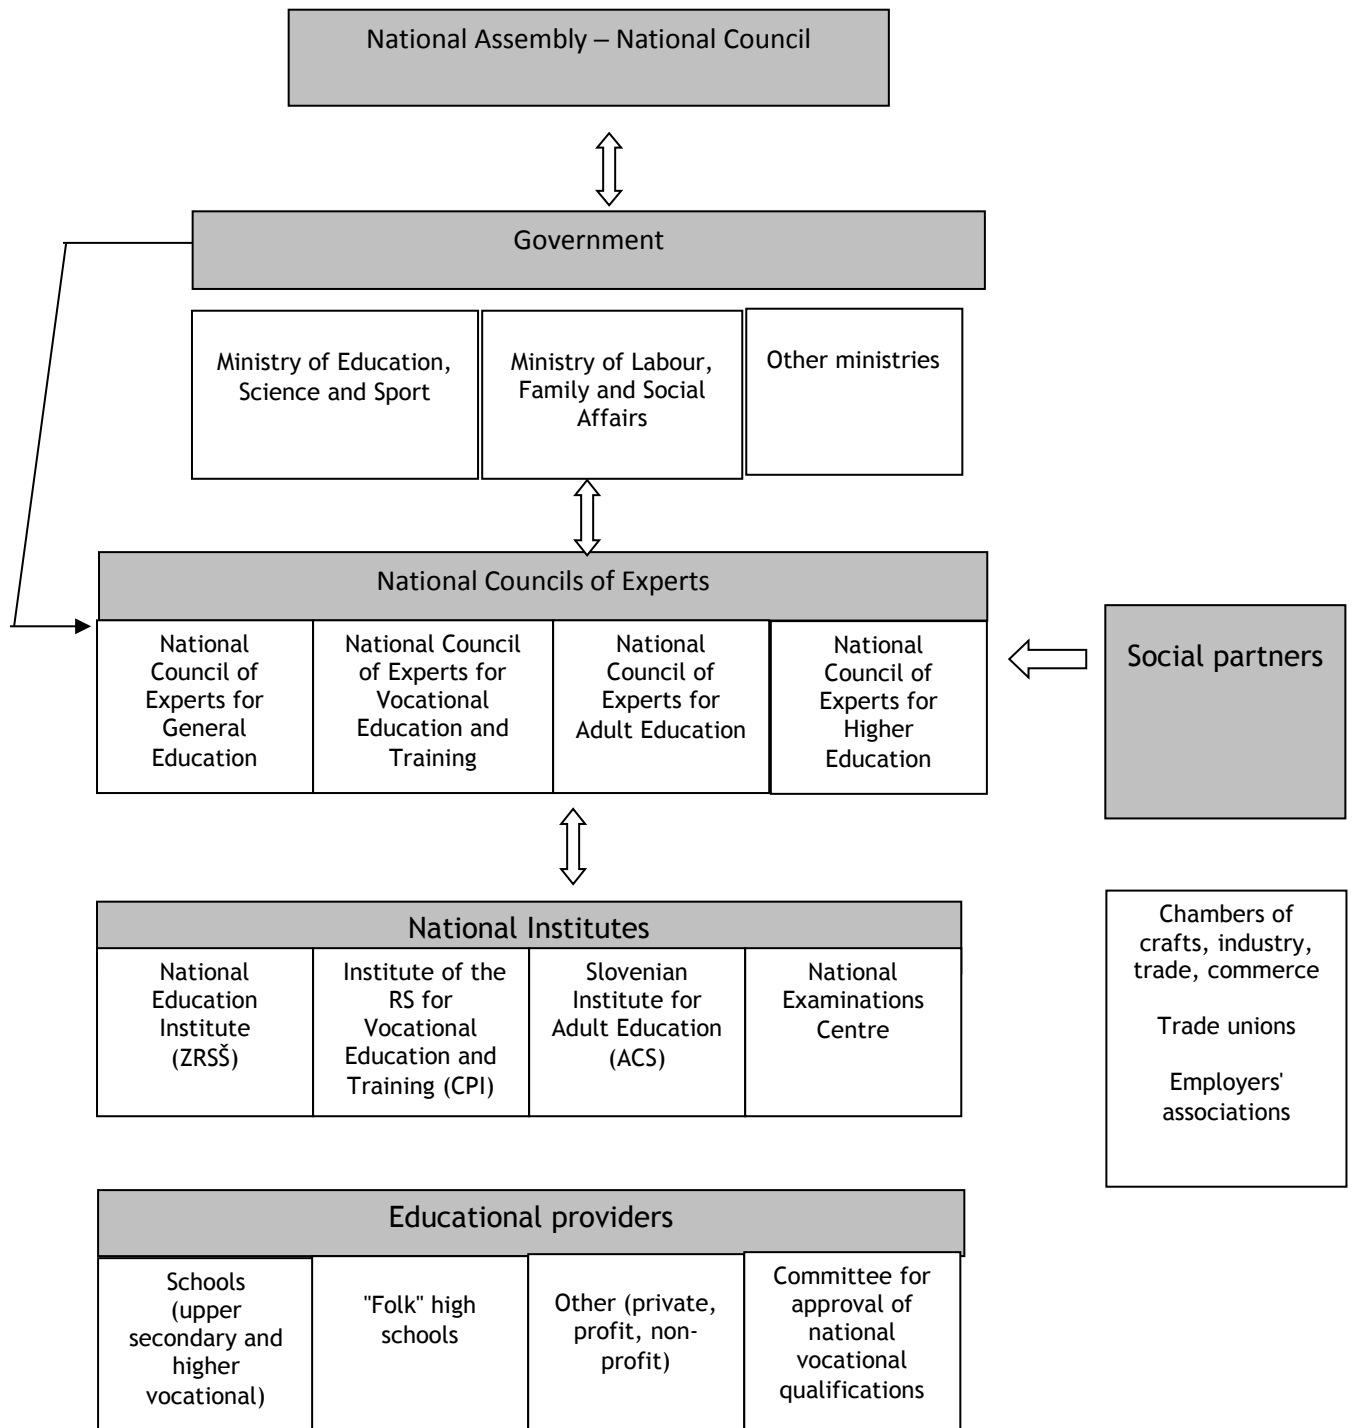 National Assembly – National Council
Government
Ministry of Education,
Science and Sport
Ministry of Labour,
Family and Social
Affairs
Other ministries
National Councils of Experts
National
Council of
Experts for
General
Education
National Council
of Experts for
Vocational
Education and
Training
National
Council of
Experts for
Adult Education
National
Council of
Experts for
Higher
Education
Social partners
National Institutes
National
Education
Institute
(ZRSŠ)
Institute of the
RS for
Vocational
Education and
Training (CPI)
Slovenian
Institute for
Adult Education
(ACS)
National
Examinations
Centre
Chambers of
crafts, industry,
trade, commerce
Trade unions
Employers'
associations
Educational providers
Schools
(upper
secondary and
higher
vocational)
"Folk" high
schools
Other (private,
profit, non-
profit)
Committee for
approval of
national
vocational
qualifications